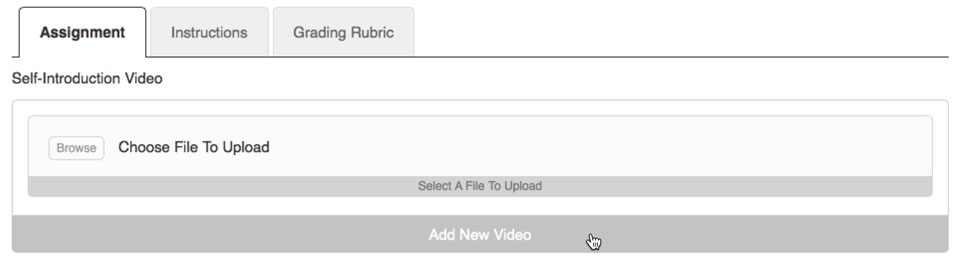 Assignment Instructions Grading Rubric
Self-Introduction Video
Browse Choose File To Upload
Select A File To Upload
Add New Video